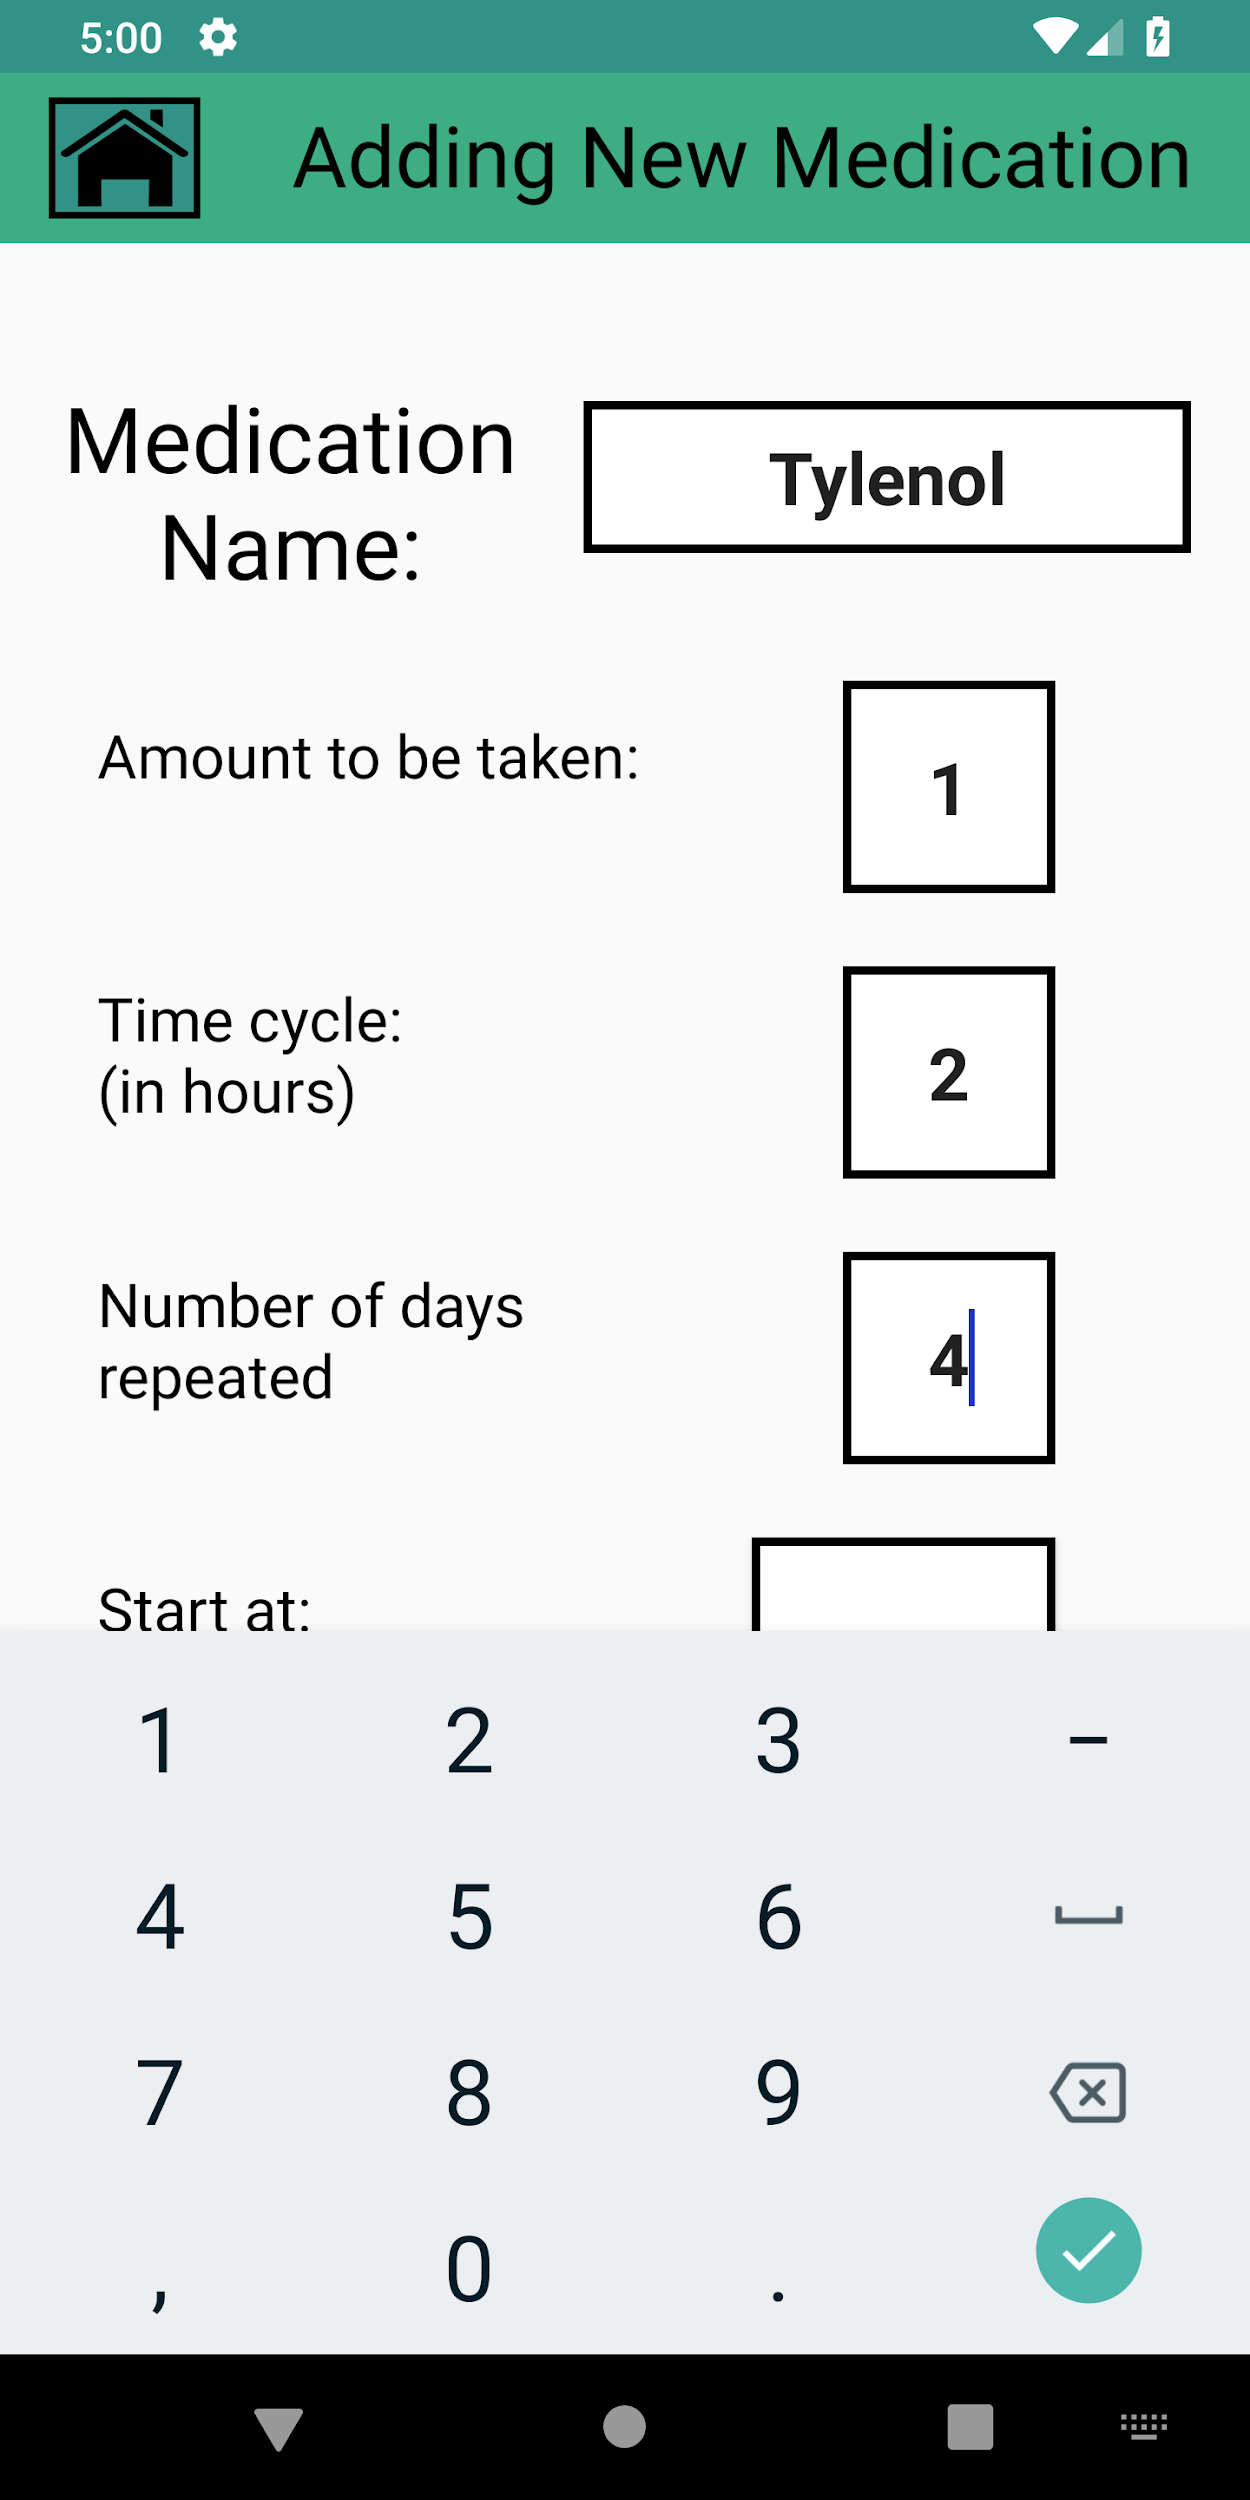 5:00
Adding New Medication
Medication
Name:
Tylenol
Amount to be taken:
1
Time cycle:
(in hours)
2
Number of days
repeated
4
Start at:
1 2 3 –
4 5 6
7 8 9
, 0 .